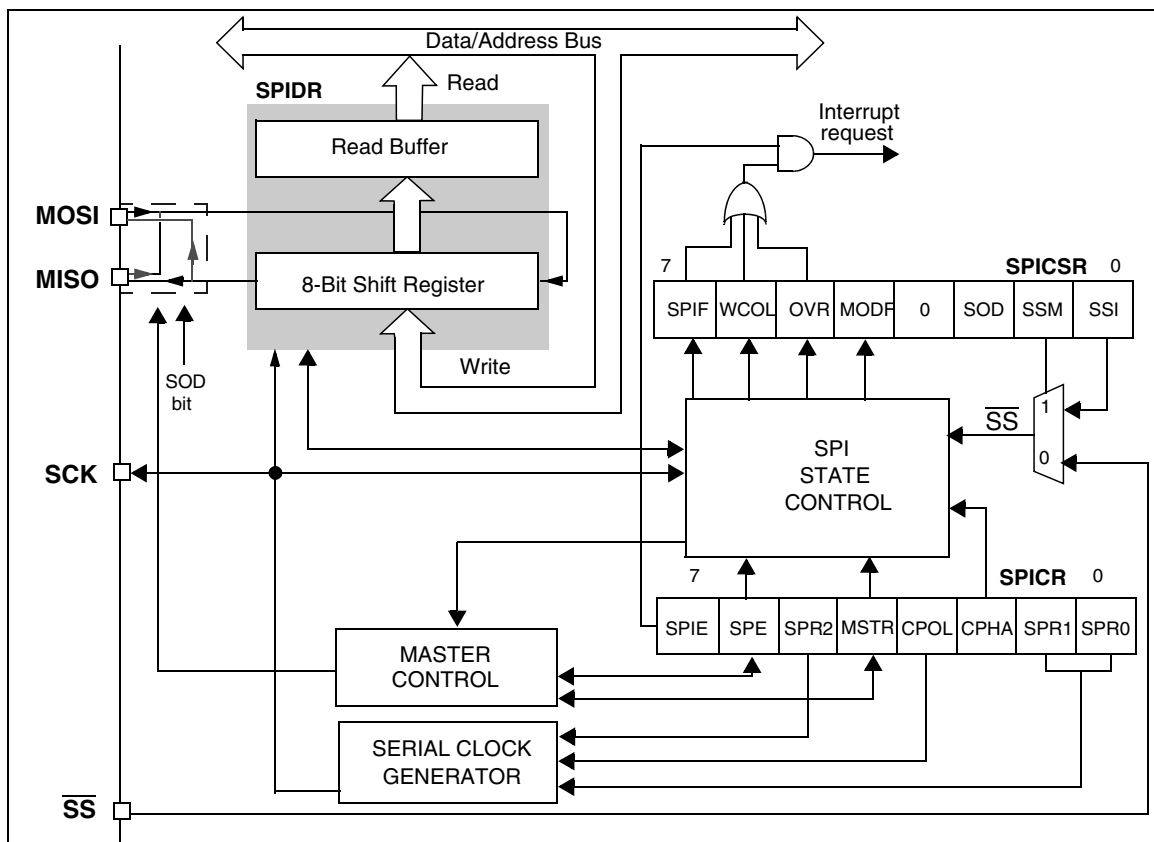 Data/Address Bus
SPIDR
Read
Read Buffer
Interrupt
request
MOSI
MISO
8-Bit Shift Register
Write
SOD
bit
7
SPICSR
0
SPIF
WCOL
OVR
MODF
0
SOD
SSM
SSI
1
SS
0
SCK
SPI
STATE
CONTROL
7
SPICR
0
SPIE
SPE
SPR2
MSTR
CPOL
CPHA
SPR1
SPR0
MASTER
CONTROL
SERIAL CLOCK
GENERATOR
SS